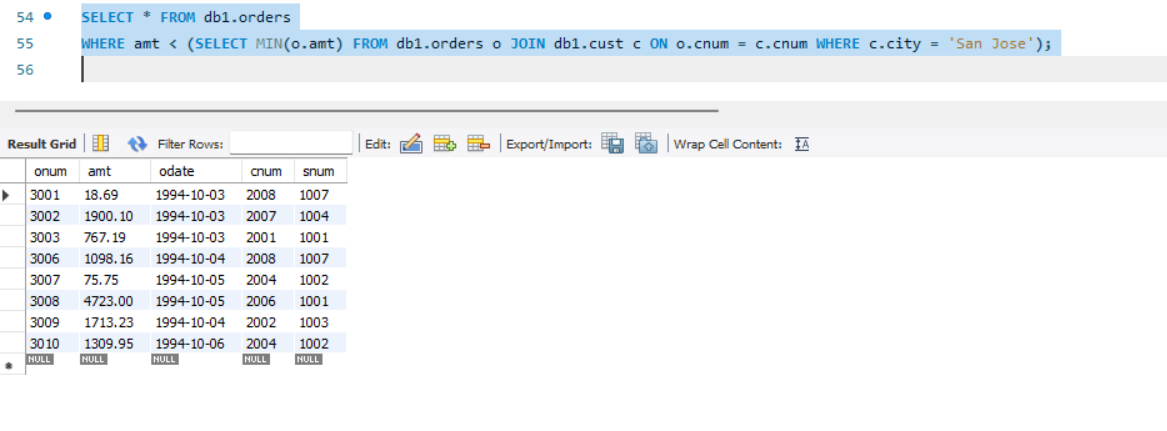 54 SELECT * FROM db1.orders
55 WHERE amt < (SELECT MIN(o.amt) FROM db1.orders o JOIN db1.cust c ON o.cnum = c.cnum WHERE c.city = 'San Jose');
56
Result Grid Filter Rows: Edit: Export/Import: Wrap Cell Content: IA
onum amt odate cnum snum
3001 18.69 1994-10-03 2008 1007
3002 1900.10 1994-10-03 2007 1004
3003 767.19 1994-10-03 2001 1001
3006 1098.16 1994-10-04 2008 1007
3007 75.75 1994-10-05 2004 1002
3008 4723.00 1994-10-05 2006 1001
3009 1713.23 1994-10-04 2002 1003
3010 1309.95 1994-10-06 2004 1002
NULL NULL NULL NULL NULL